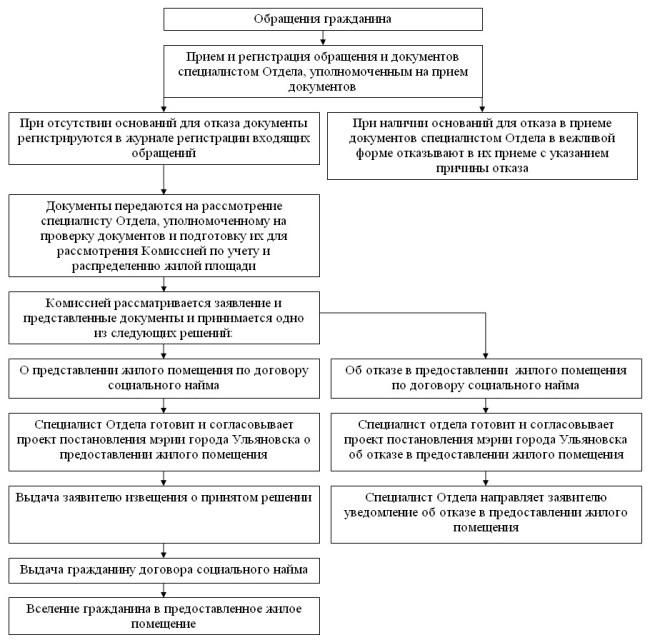 Обращения гражданина
Прием и регистрация обращения и документов
специалистом Отдела, уполномоченным на прием
документов
При отсутствии оснований для отказа документы
регистрируются в журнале регистрации входящих
обращений
При наличии оснований для отказа в приеме
документов специалистом Отдела в вежливой
форме отказывают в их приеме с указанием
причины отказа
Документы передаются на рассмотрение
специалисту Отдела, уполномоченному на
проверку документов и подготовку их для
рассмотрения Комиссией по учету и
распределению жилой площади
Комиссией рассматривается заявление и
представленные документы и принимается одно
из следующих решений:
О представлении жилого помещения по договору
социального найма
Об отказе в предоставлении жилого помещения
по договору социального найма
Специалист Отдела готовит и согласовывает
проект постановления мэрии города Ульяновска о
предоставлении жилого помещения
Специалист отдела готовит и согласовывает
проект постановления мэрии города Ульяновска
об отказе в предоставлении жилого помещения
Выдача заявителю извещения о принятом решении
Специалист Отдела направляет заявителю
уведомление об отказе в предоставлении жилого
помещения
Выдача гражданину договора социального найма
Вселение гражданина в предоставленное жилое
помещение